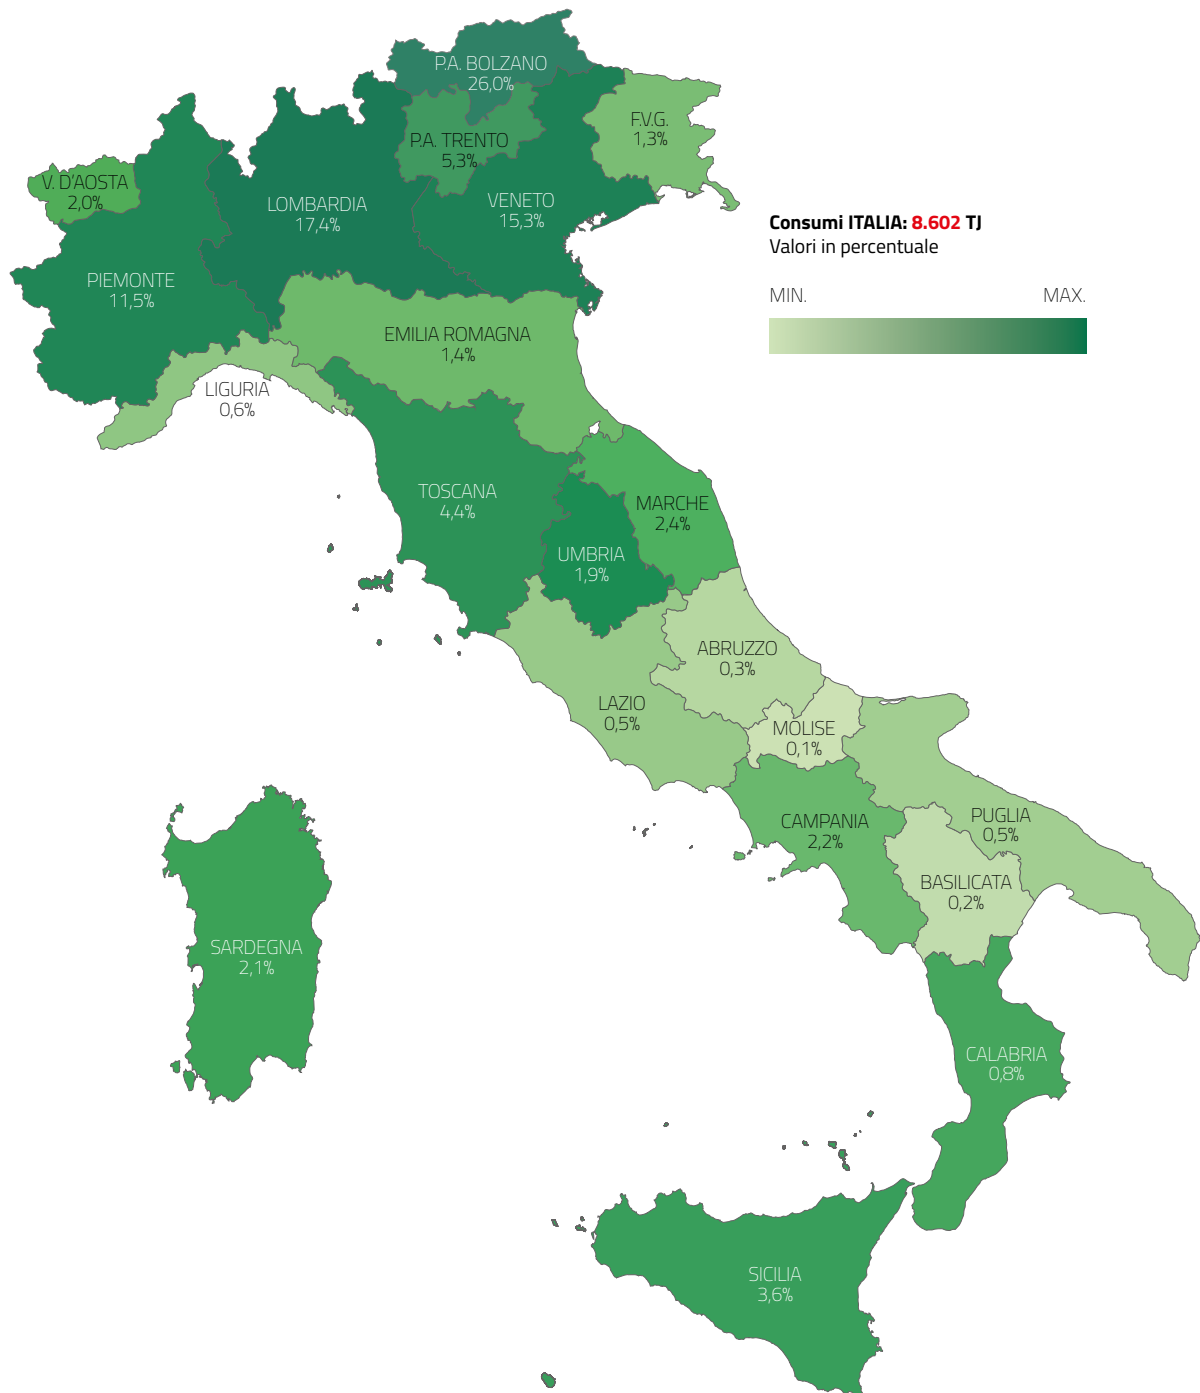 P.A. BOLZANO
26,0%
F.V.G.
1,3%
P.A. TRENTO
5,3%
V. D'AOSTA
2,0%
LOMBARDIA
17,4%
VENETO
15,3%
Consumi ITALIA: 8.602 TJ
Valori in percentuale
MIN.
MAX.
PIEMONTE
11,5%
EMILIA ROMAGNA
1,4%
LIGURIA
0,6%
TOSCANA
4,4%
MARCHE
2,4%
UMBRIA
1,9%
ABRUZZO
0,3%
LAZIO
0,5%
MOLISE
0,1%
CAMPANIA
2,2%
PUGLIA
0,5%
BASILICATA
0,2%
SARDEGNA
2,1%
CALABRIA
0,8%
SICILIA
3,6%